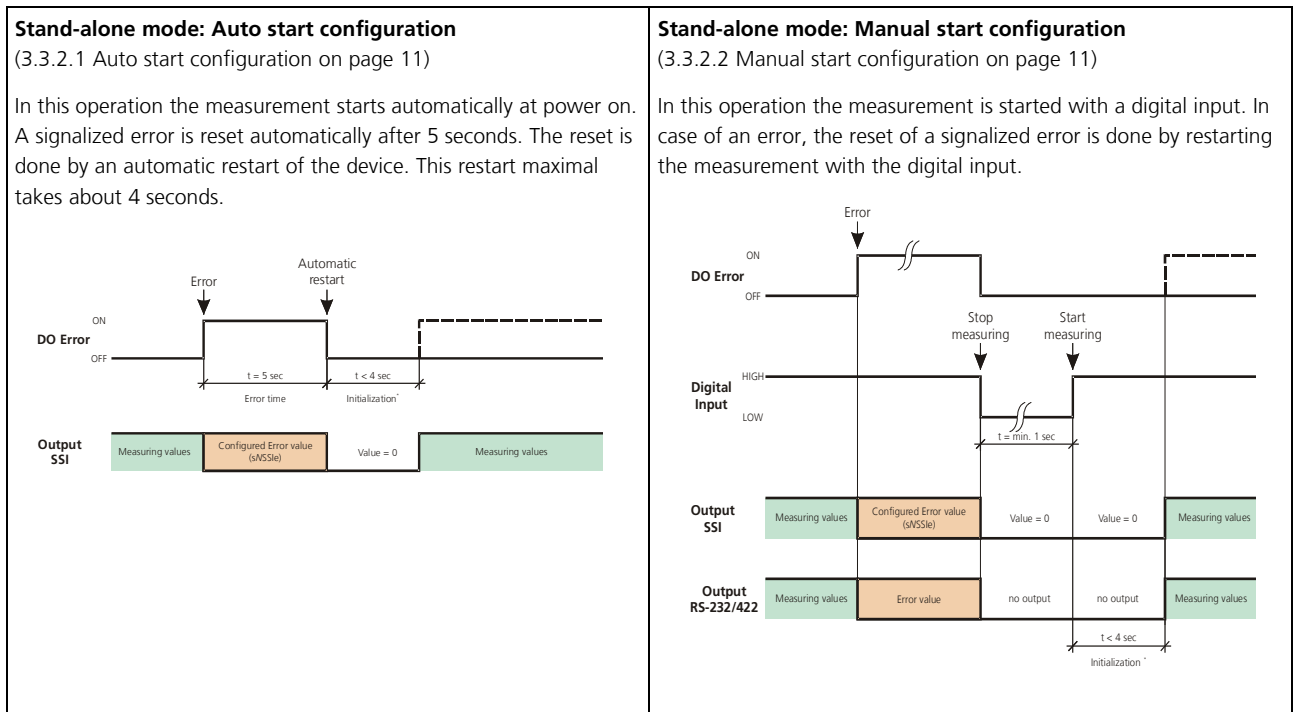 Stand-alone mode: Auto start configuration
(3.3.2.1 Auto start configuration on page 11)
In this operation the measurement starts automatically at power on.
A signalized error is reset automatically after 5 seconds. The reset is
done by an automatic restart of the device. This restart maximal
takes about 4 seconds.
Error
Automatic
restart
ON
DO Error
OFF
t = 5 sec
t < 4 sec
Error time
Initialization*
Output
SSI
Measuring values
Configured Error value
(sNSSIe)
Value = 0
Measuring values
Stand-alone mode: Manual start configuration
(3.3.2.2 Manual start configuration on page 11)
In this operation the measurement is started with a digital input. In
case of an error, the reset of a signalized error is done by restarting
the measurement with the digital input.
Error
ON
DO Error
OFF
Stop
measuring
Start
measuring
HIGH
Digital
Input
LOW
t = min. 1 sec
Output
SSI
Measuring values
Configured Error value
(sNSSIe)
Value = 0
Value = 0
Measuring values
Output
RS-232/422
Measuring values
Error value
no output
no output
Measuring values
t < 4 sec
Initialization *